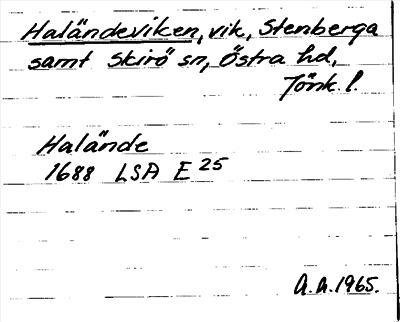 Haländeviken, vik, Stenberga
samt Skirö sn, Östra hd,
Jönk. l.
Halände
1688 LSA E 25
A.A. 1965.